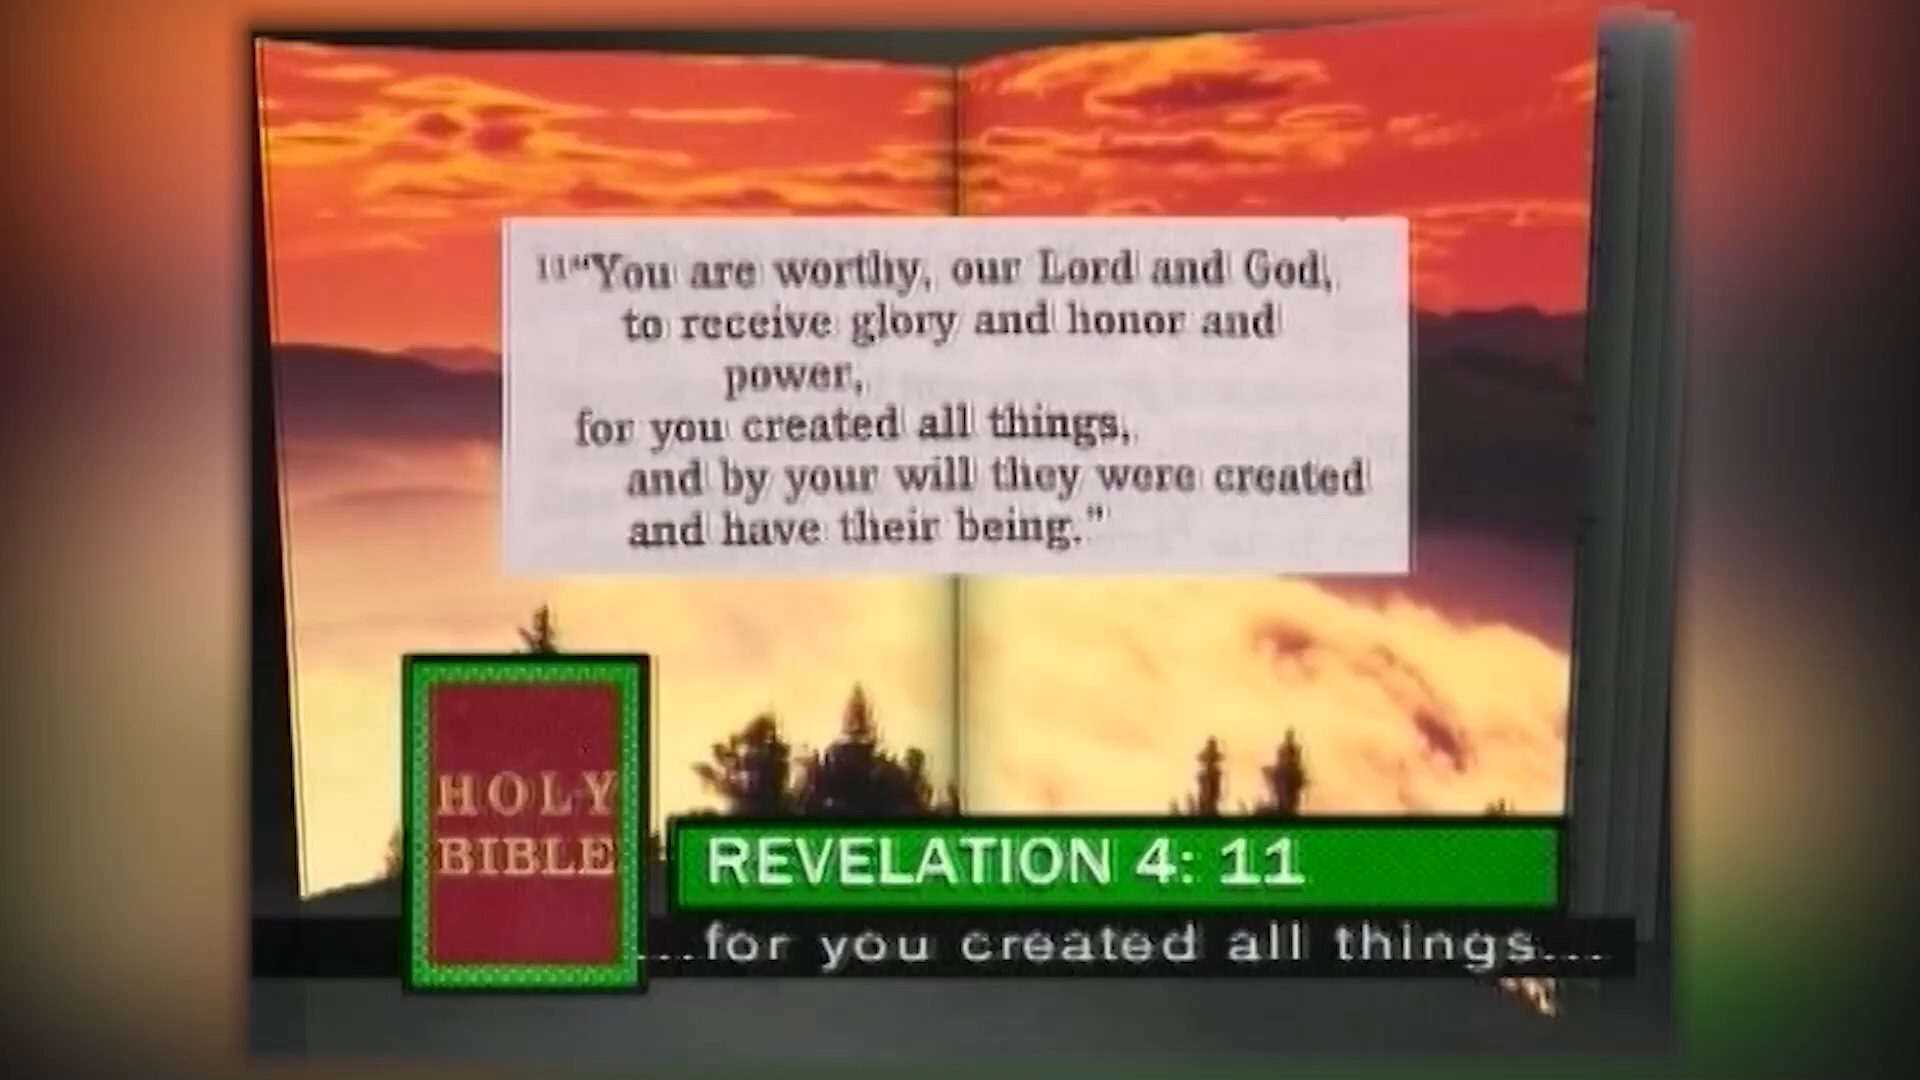 11“You are worthy, our Lord and God,
to receive glory and honor and
power,
for you created all things,
and by your will they were created
and have their being.”
HOLY
BIBLE
REVELATION 4: 11
...for you created all things...